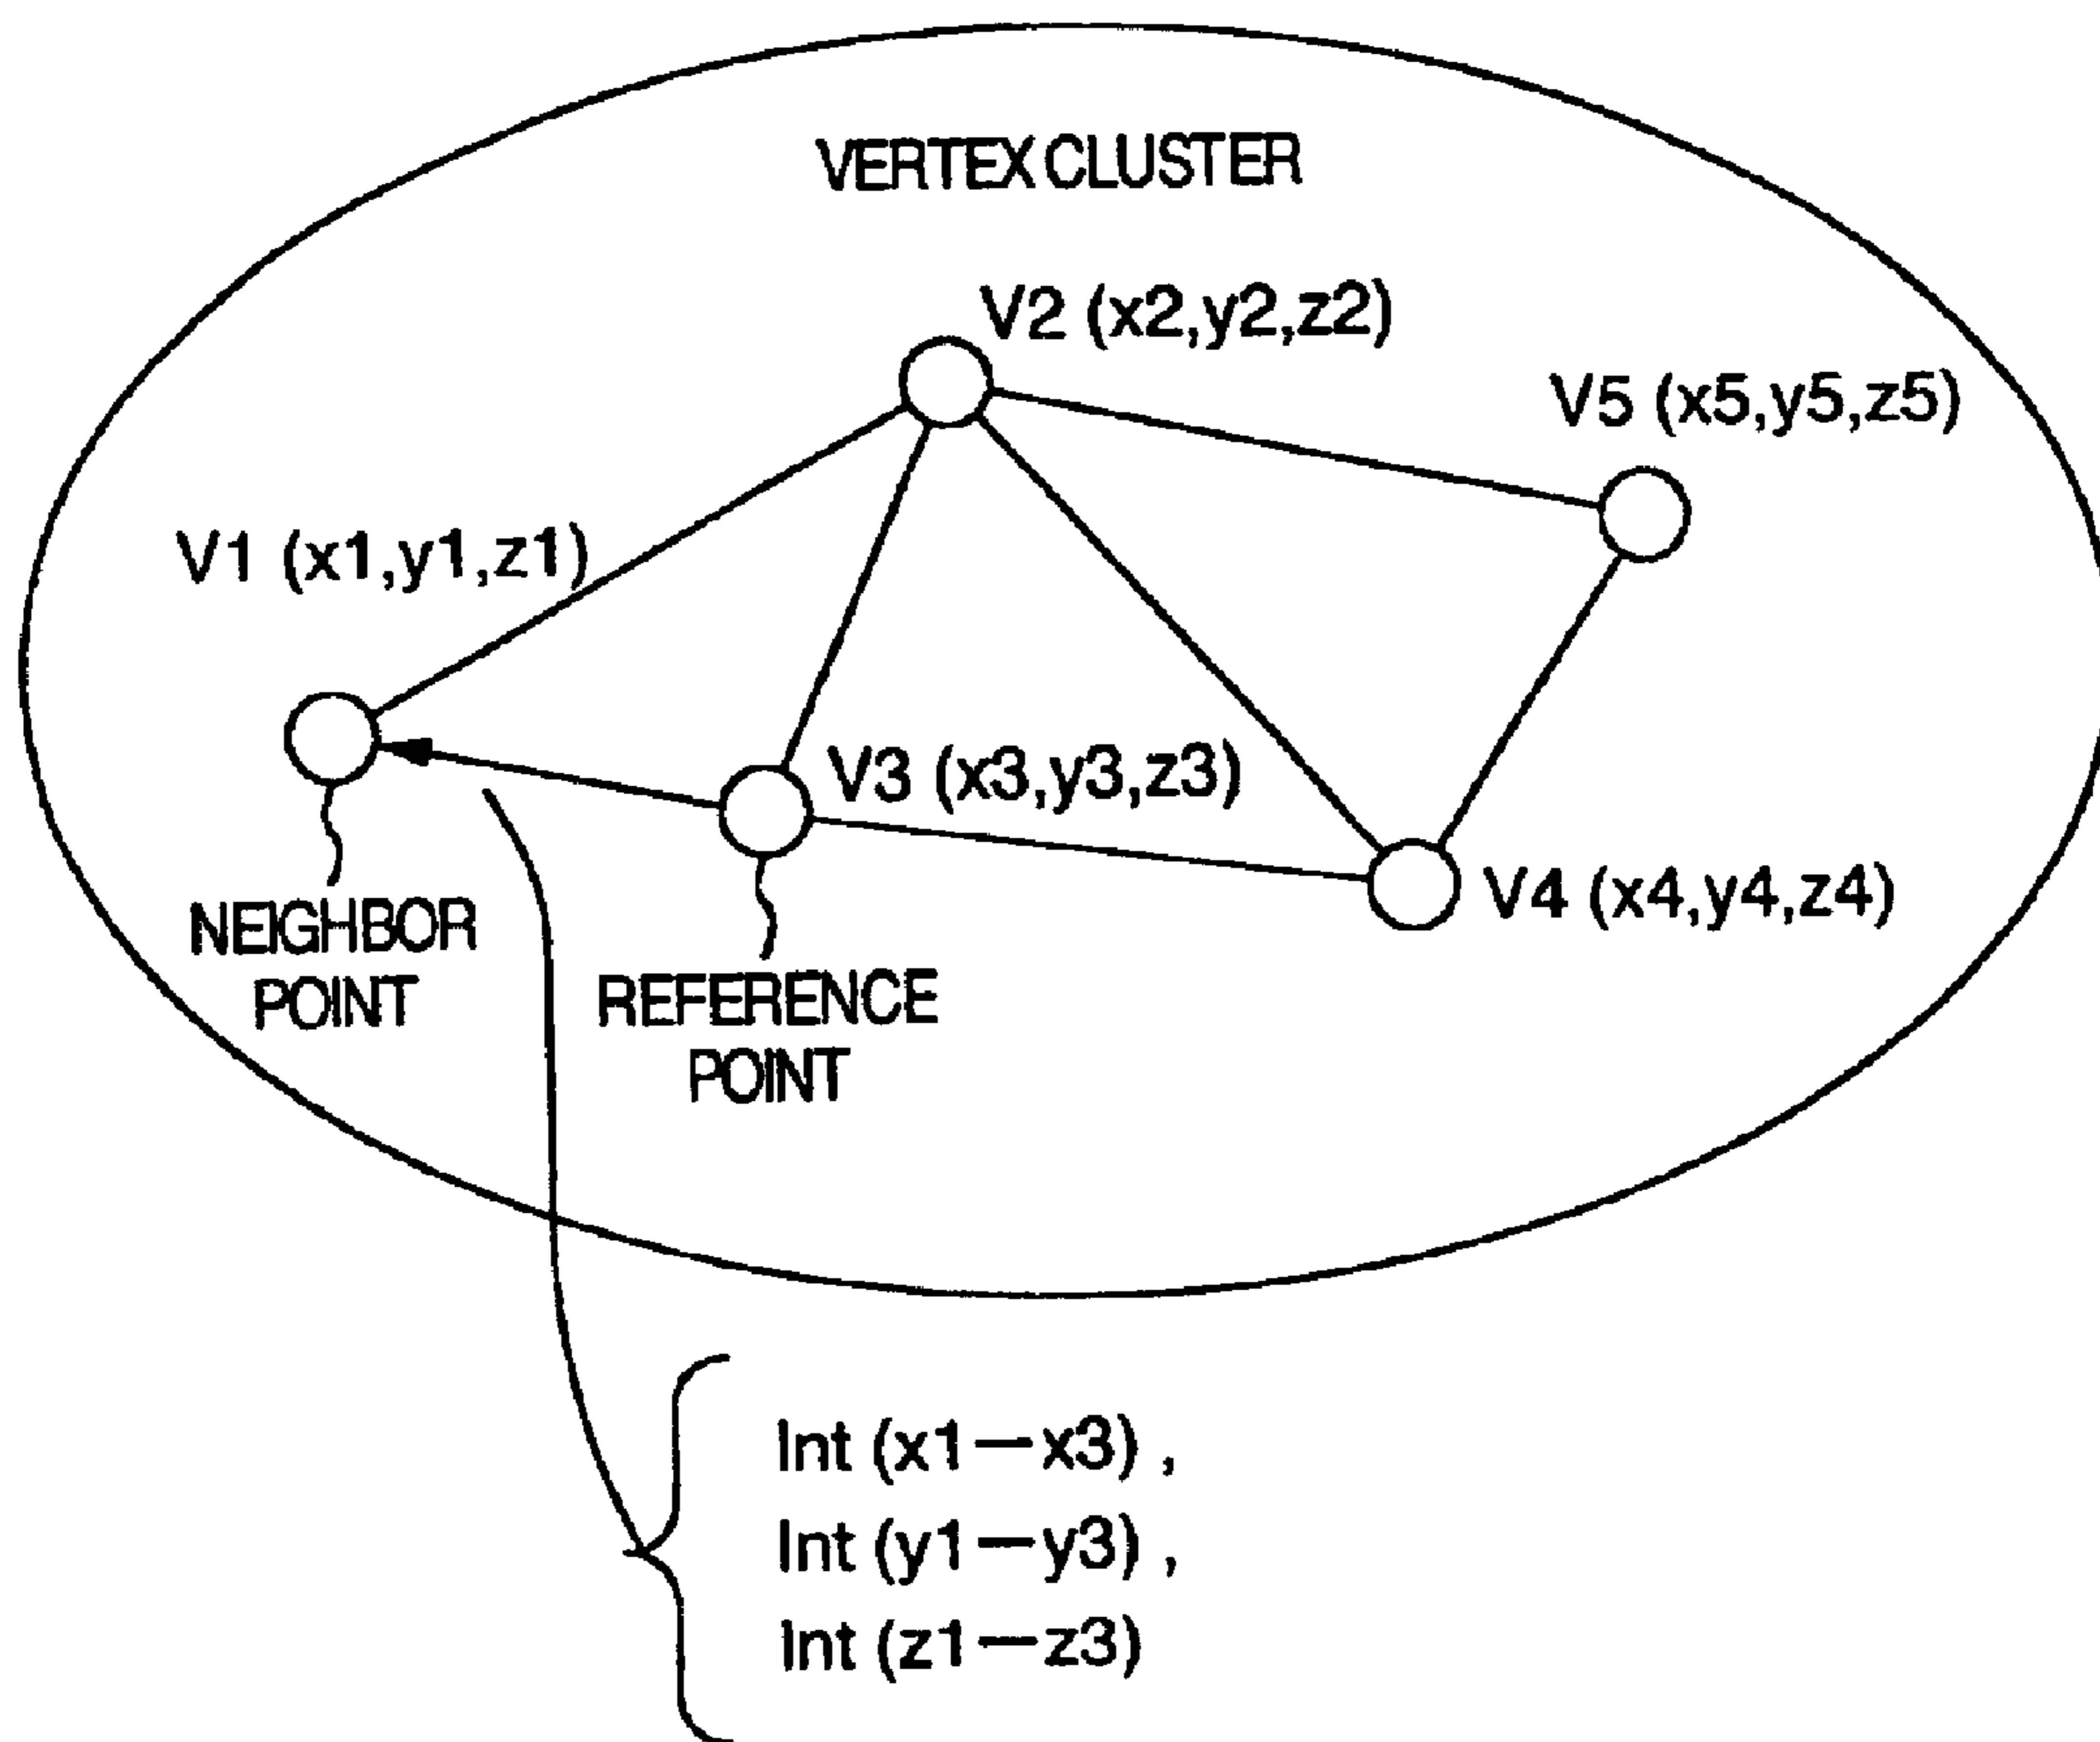 VERTEX CLUSTER
V2 (x2,y2,z2)
V5 (x5,y5,z5)
V1 (x1,y1,z1)
V3 (x3,y3,z3)
V4 (x4,y4,z4)
NEIGHBOR
POINT
REFERENCE
POINT
Int (x1—x3) ,
Int (y1—y3) ,
Int (z1—z3)